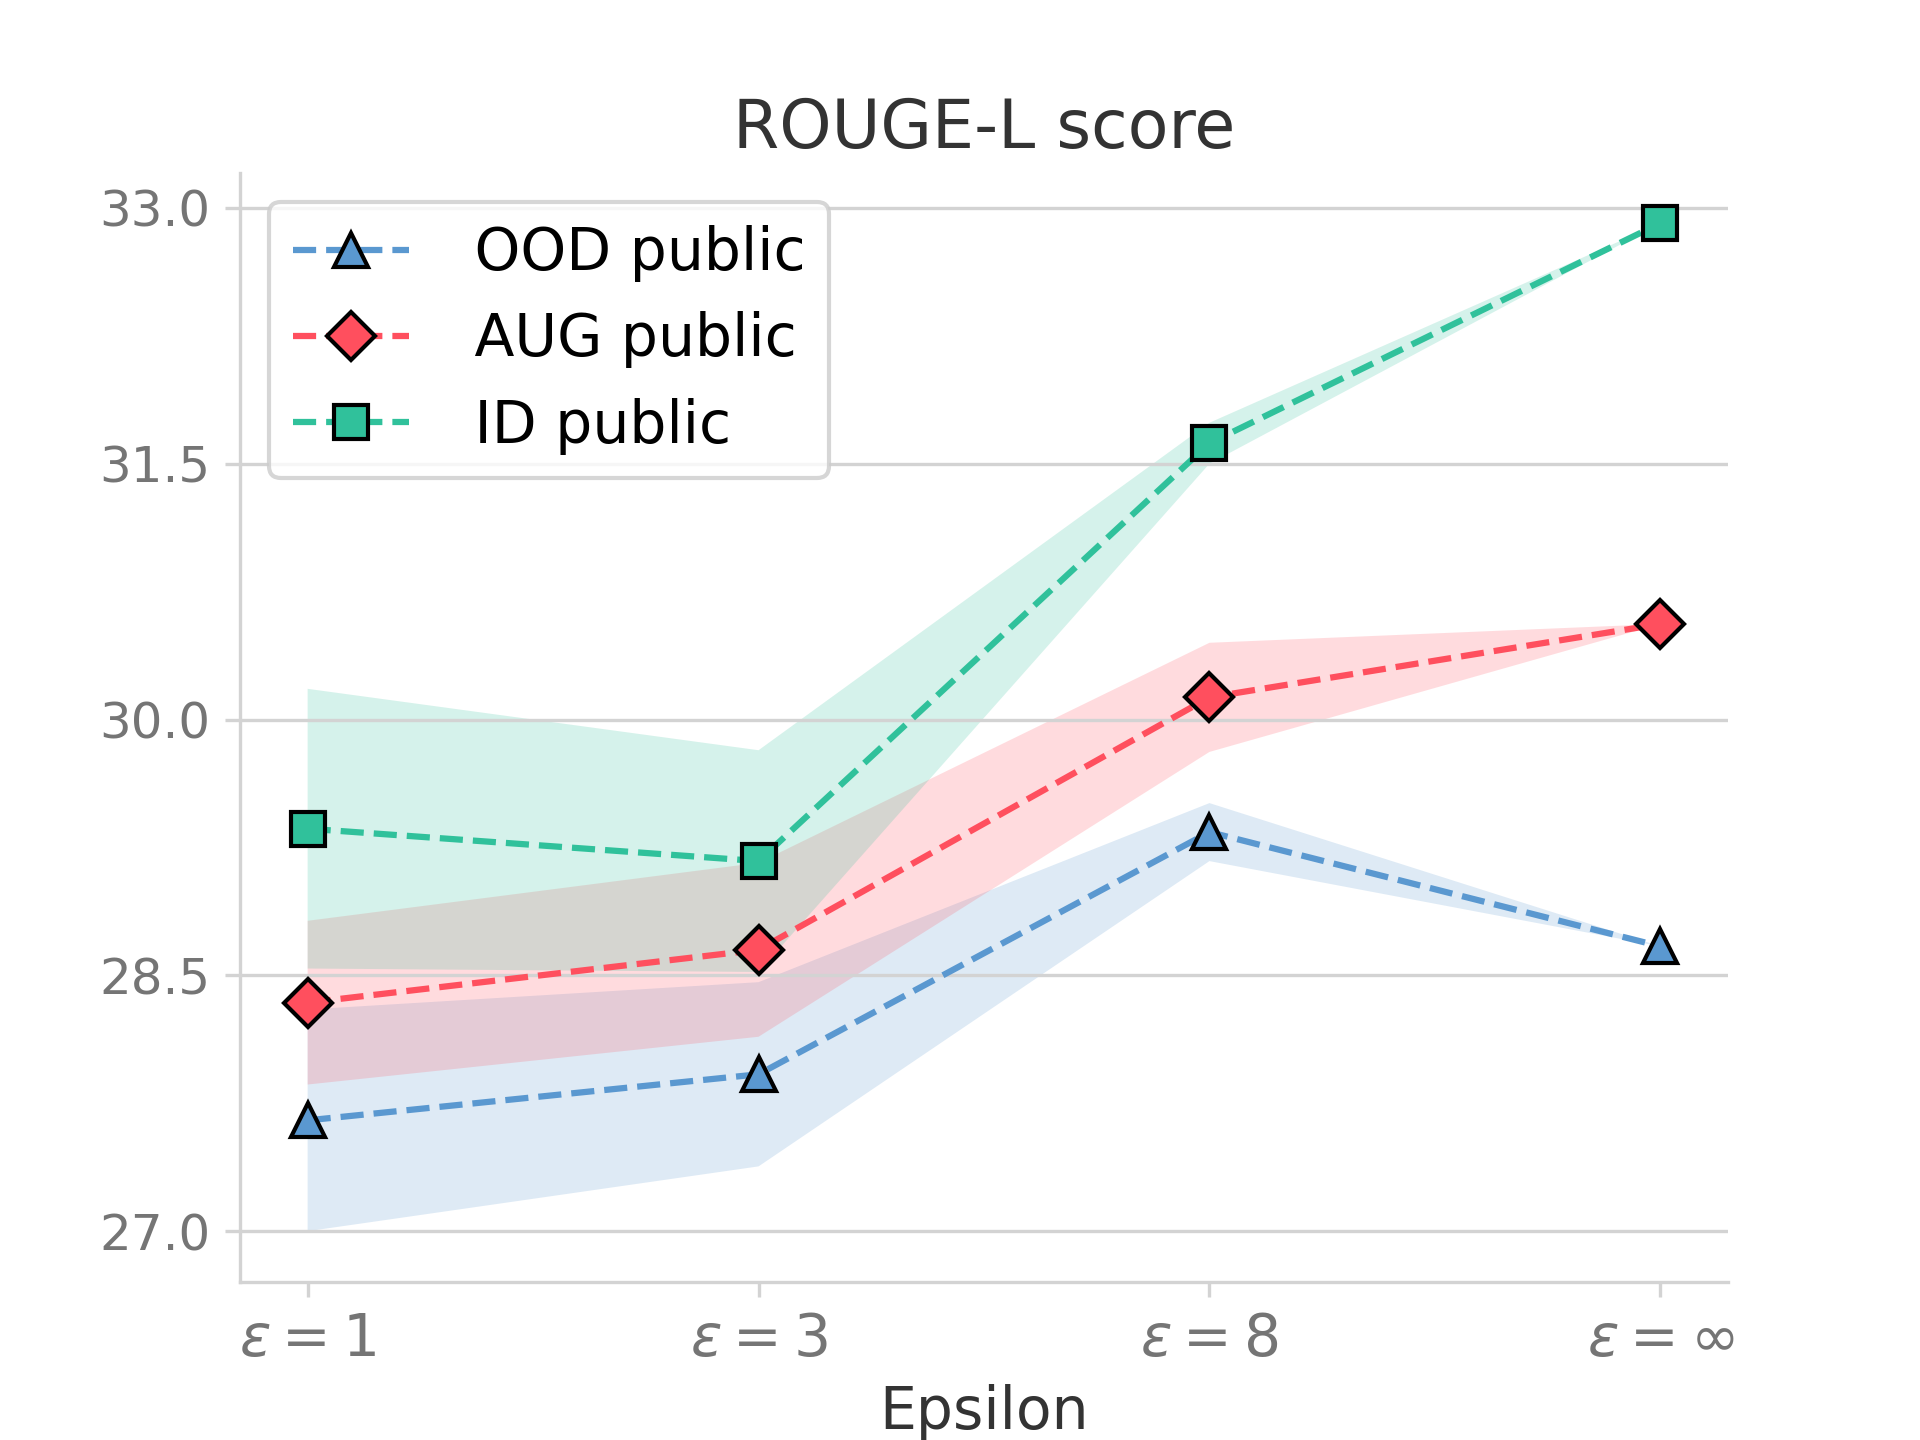 ROUGE-L score
33.0
31.5
30.0
28.5
27.0
OOD public
AUG public
ID public
ε = 1
ε = 3
ε = 8
ε = ∞
Epsilon